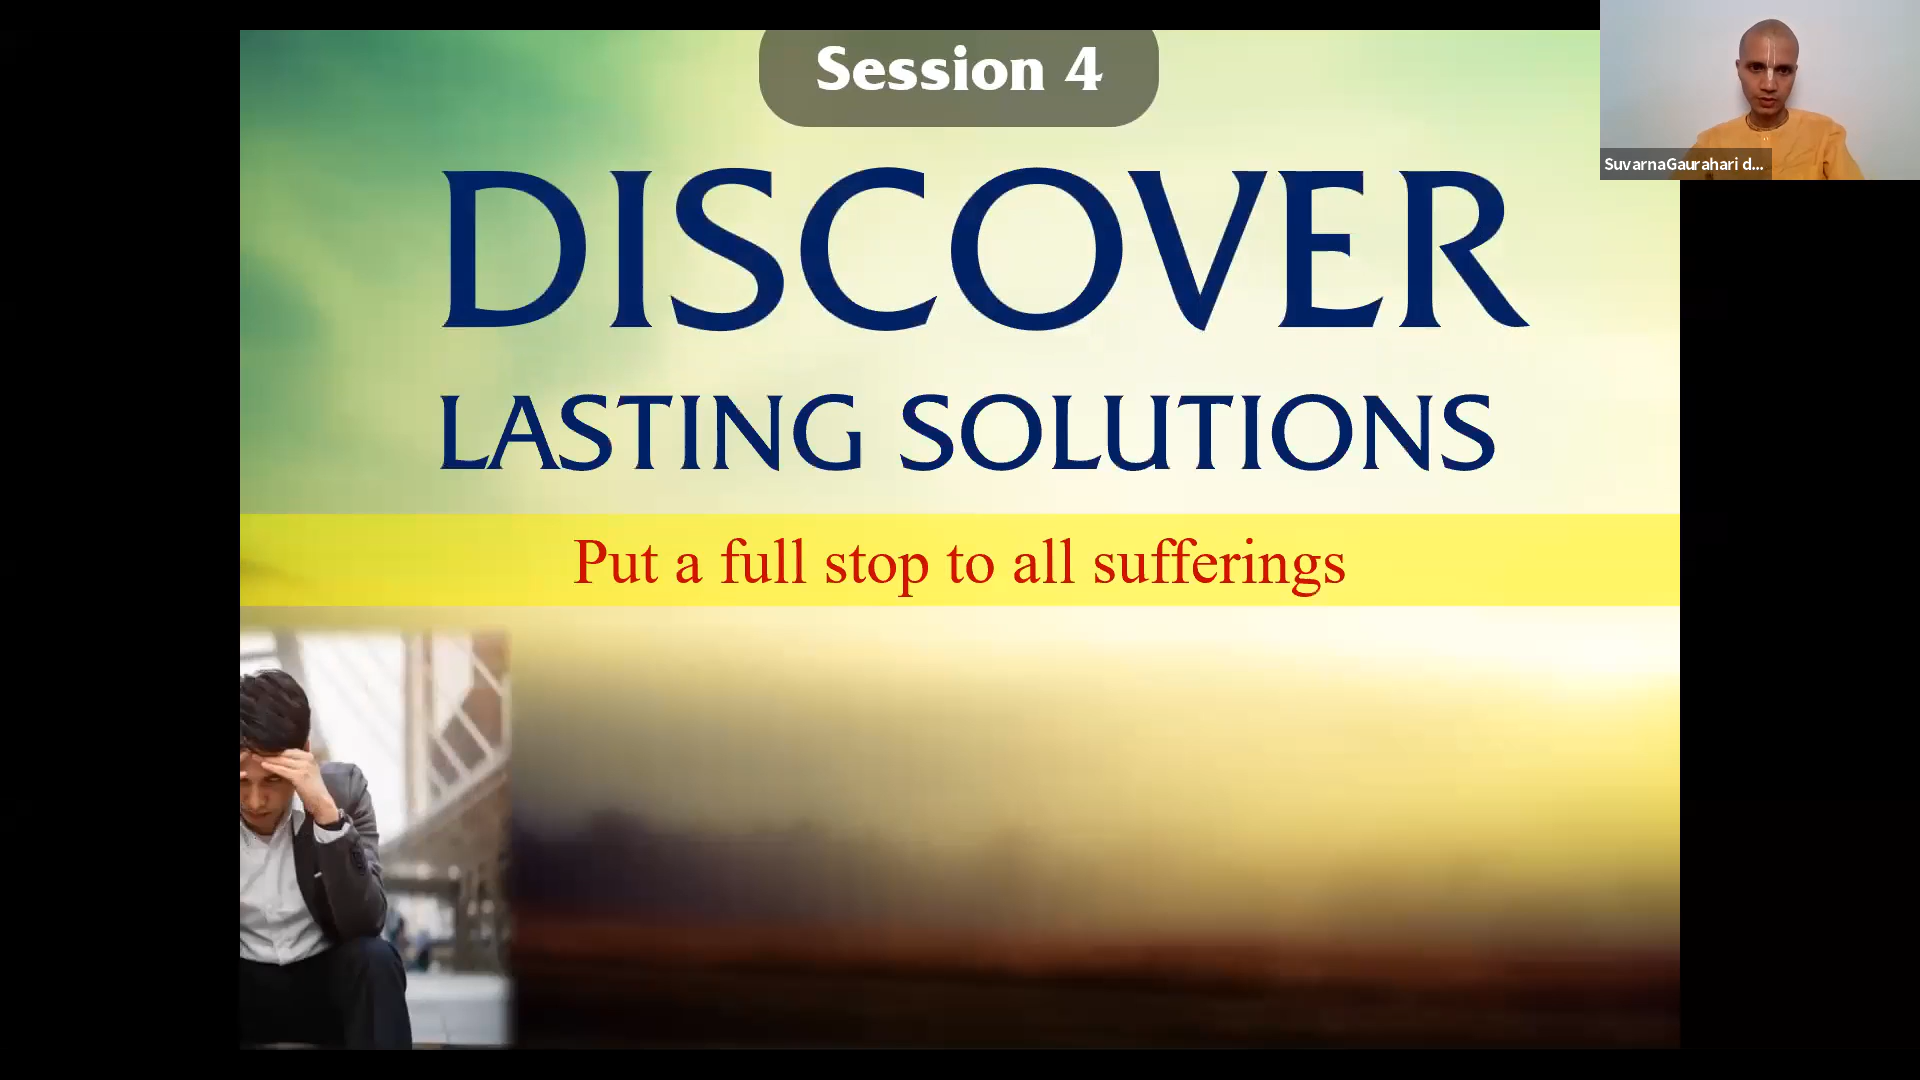 Session 4
DISCOVER
LASTING SOLUTIONS
Put a full stop to all sufferings
SuvarnaGaurahari d...